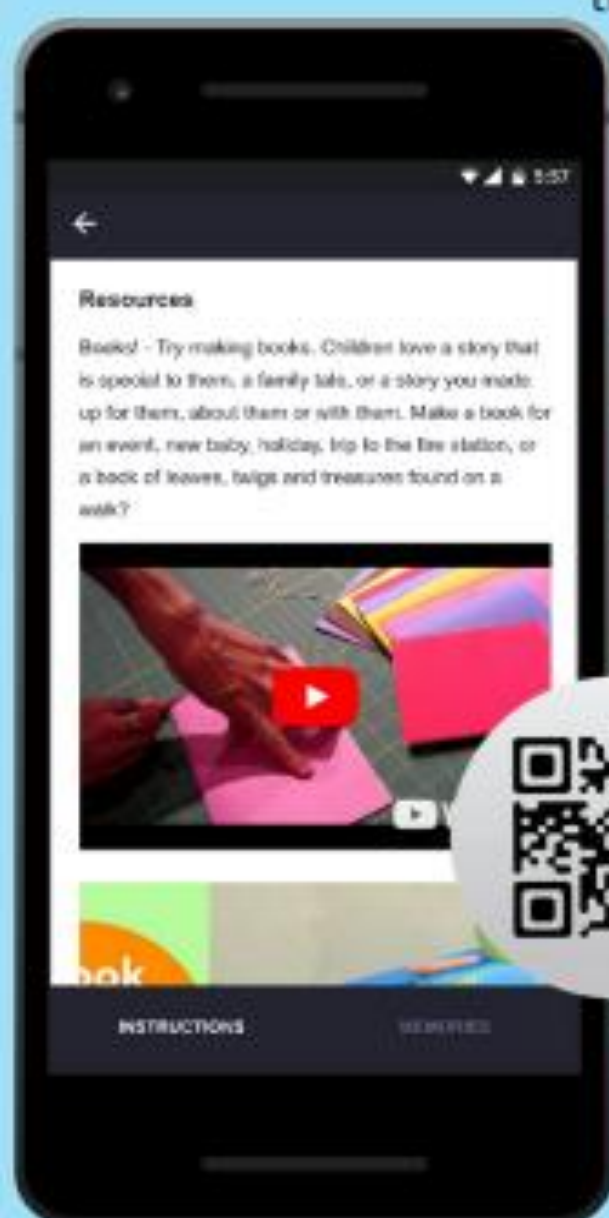 5:57
Resources
Books! - Try making books. Children love a story that
is special to them, a family tale, or a story you made
up for them, about them or with them. Make a book for
an event, new baby, holiday, trip to the fire station, or
a book of leaves, twigs and treasures found on a
walk?
ook
INSTRUCTIONS
MEMORIES